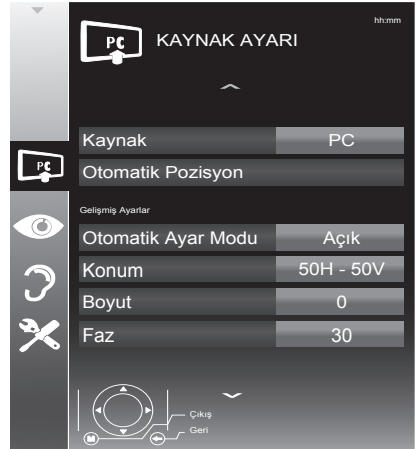 hh:mm
PC KAYNAK AYARI
Kaynak PC
Otomatik Pozisyon
PC
Gelişmiş Ayarlar
Otomatik Ayar Modu Açık
Konum 50H - 50V
Boyut 0
Faz 30
Çıkış
M Geri